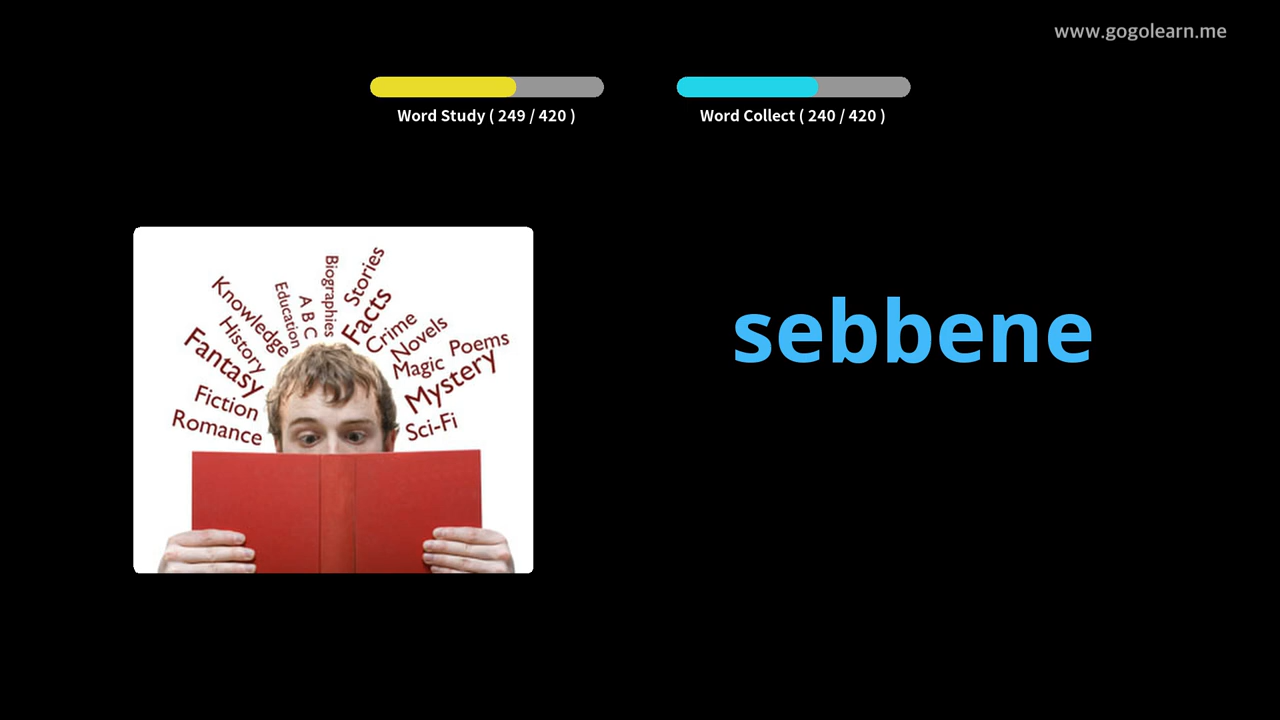 www.gogolearn.me
Word Study ( 249 / 420 )
Word Collect ( 240 / 420 )
sebbene
Biographies
Stories
Education
A B C
Facts
Knowledge
Crime
History
Novels
Poems
Fantasy
Magic
Mystery
Fiction
Romance
Sci-Fi